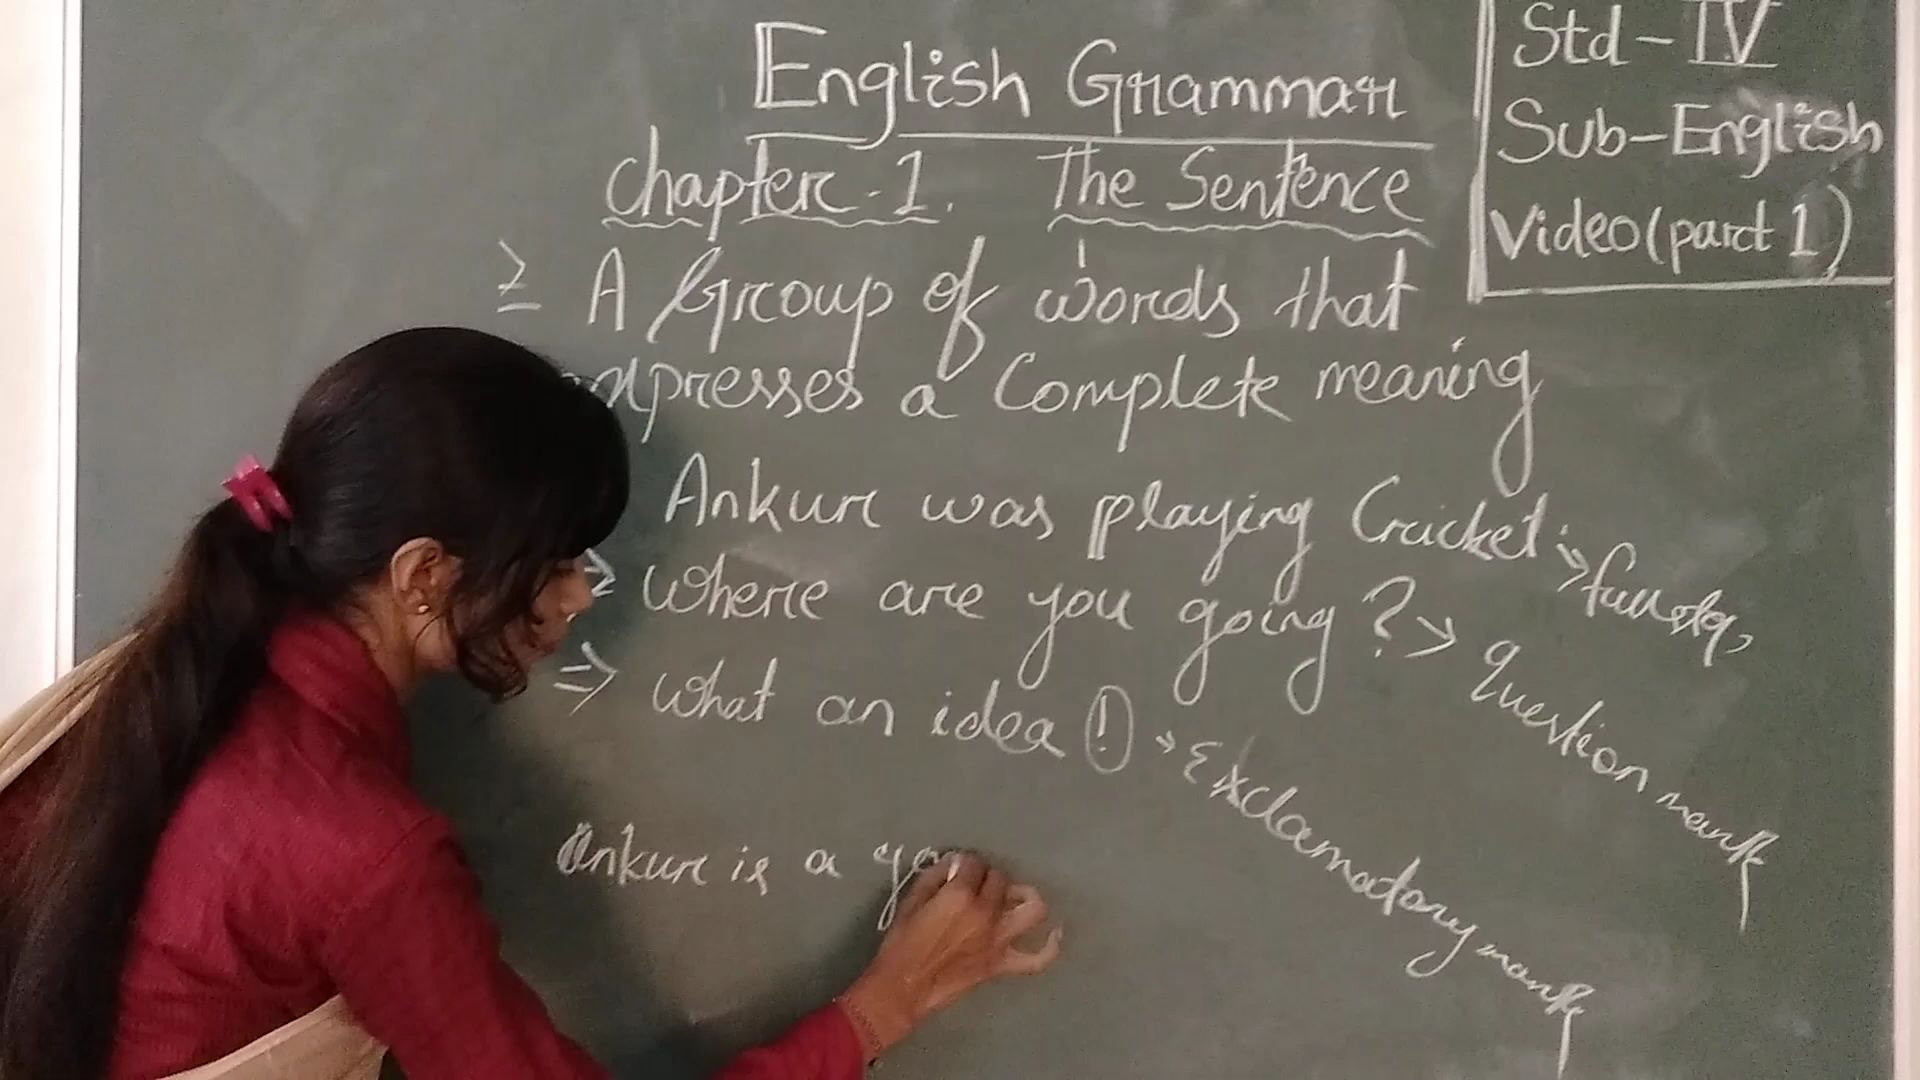 English Grammar
Std - IV
Sub - English
Video (part 1)
Chapter - 1. The Sentence
A Group of words that
expresses a Complete meaning
Ankur was playing Cricket. → fullstop
⇒ Where are you going ? → question mark
⇒ What an idea ! → Exclamatory mark
Ankur is a